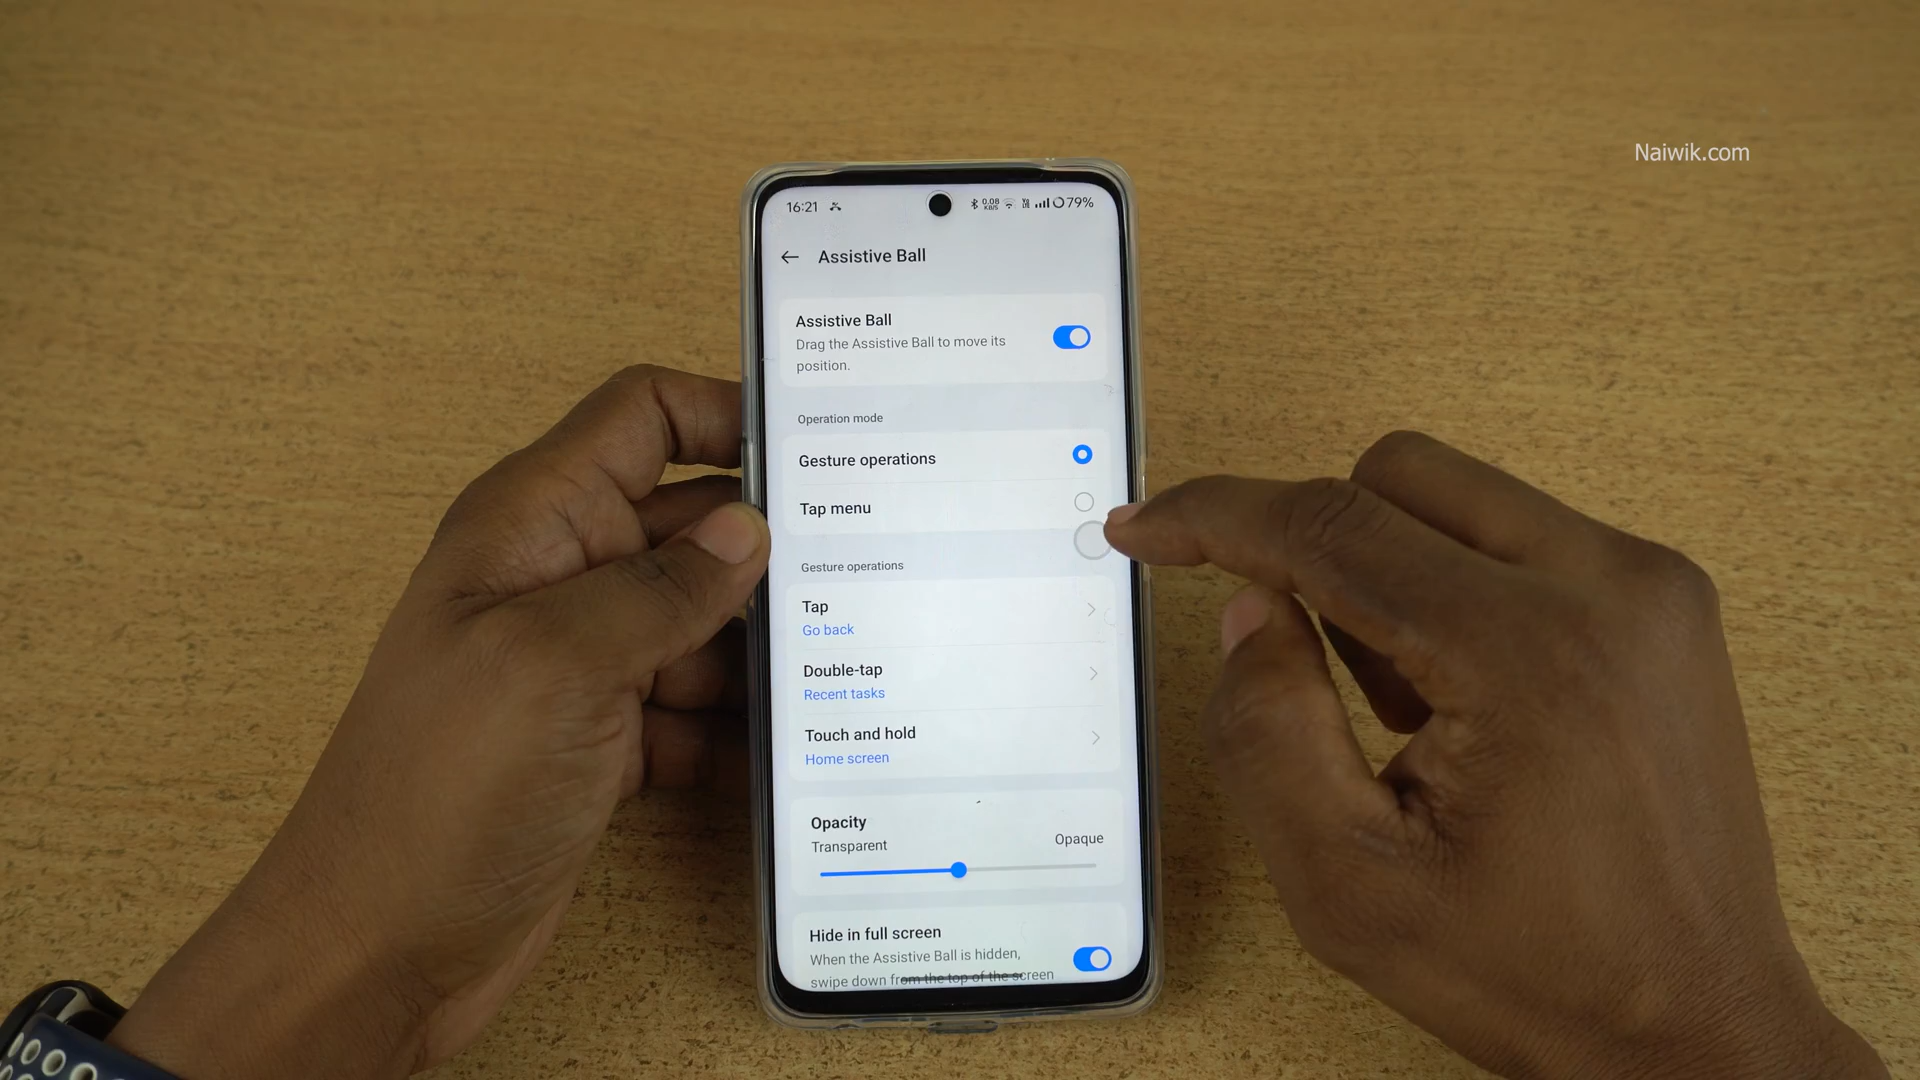 Naiwik.com
16:21 0.08 KB/S 79%
Assistive Ball
Assistive Ball
Drag the Assistive Ball to move its
position.
Operation mode
Gesture operations
Tap menu
Gesture operations
Tap
Go back
Double-tap
Recent tasks
Touch and hold
Home screen
Opacity
Transparent
Opaque
Hide in full screen
When the Assistive Ball is hidden,
swipe down from the top of the screen